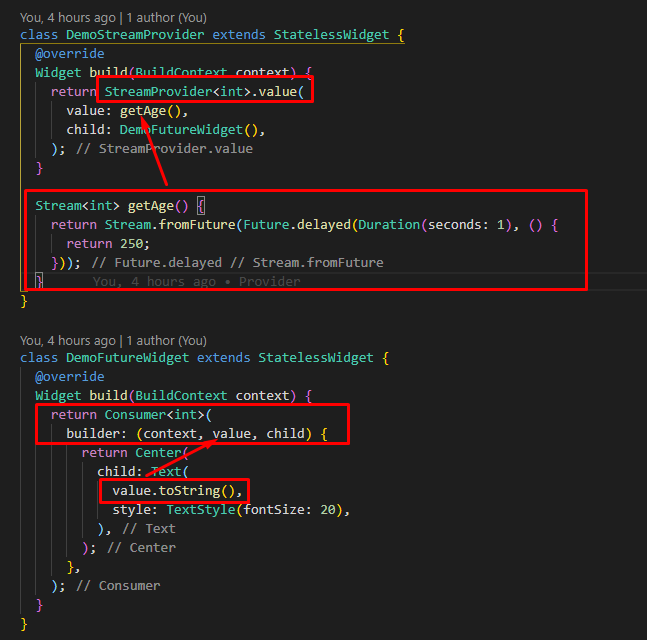 You, 4 hours ago | 1 author (You)
class DemoStreamProvider extends StatelessWidget {
@override
Widget build(BuildContext context) {
return StreamProvider<int>.value(
value: getAge(),
child: DemoFutureWidget(),
); // StreamProvider.value
}
Stream<int> getAge() {
return Stream.fromFuture(Future.delayed(Duration(seconds: 1), () {
return 250;
})); // Future.delayed // Stream.fromFuture
} You, 4 hours ago • Provider
}
You, 4 hours ago | 1 author (You)
class DemoFutureWidget extends StatelessWidget {
@override
Widget build(BuildContext context) {
return Consumer<int>(
builder: (context, value, child) {
return Center(
child: Text(
value.toString(),
style: TextStyle(fontSize: 20),
), // Text
); // Center
},
); // Consumer
}
}